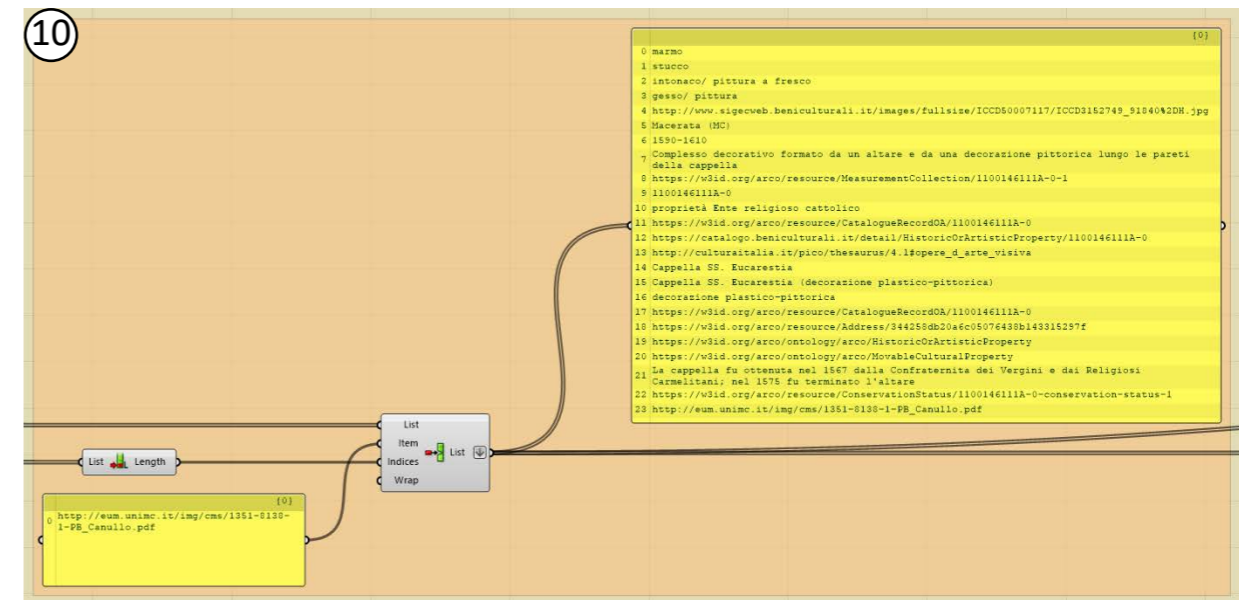 10
{0}
0 marmo
1 stucco
2 intonaco/ pittura a fresco
3 gesso/ pittura
4 http://www.sigecweb.beniculturali.it/images/fullsize/ICCD50007117/ICCD3152749_91840%2DH.jpg
5 Macerata (MC)
6 1590-1610
7 Complesso decorativo formato da un altare e da una decorazione pittorica lungo le pareti
della cappella
8 https://w3id.org/arco/resource/MeasurementCollection/1100146111A-0-1
9 1100146111A-0
10 proprietà Ente religioso cattolico
11 https://w3id.org/arco/resource/CatalogueRecordOA/1100146111A-0
12 https://catalogo.beniculturali.it/detail/HistoricOrArtisticProperty/1100146111A-0
13 http://culturaitalia.it/pico/thesaurus/4.1#opere_d_arte_visiva
14 Cappella SS. Eucarestia
15 Cappella SS. Eucarestia (decorazione plastico-pittorica)
16 decorazione plastico-pittorica
17 https://w3id.org/arco/resource/CatalogueRecordOA/1100146111A-0
18 https://w3id.org/arco/resource/Address/344258db20a6c05076438b143315297f
19 https://w3id.org/arco/ontology/arco/HistoricOrArtisticProperty
20 https://w3id.org/arco/ontology/arco/MovableCulturalProperty
21 La cappella fu ottenuta nel 1567 dalla Confraternita dei Vergini e dai Religiosi
Carmelitani; nel 1575 fu terminato l'altare
22 https://w3id.org/arco/resource/ConservationStatus/1100146111A-0-conservation-status-1
23 http://eum.unimc.it/img/cms/1351-8138-1-PB_Canullo.pdf
List
Item
Indices
Wrap
List
List Length
{0}
0 http://eum.unimc.it/img/cms/1351-8138-
1-PB_Canullo.pdf